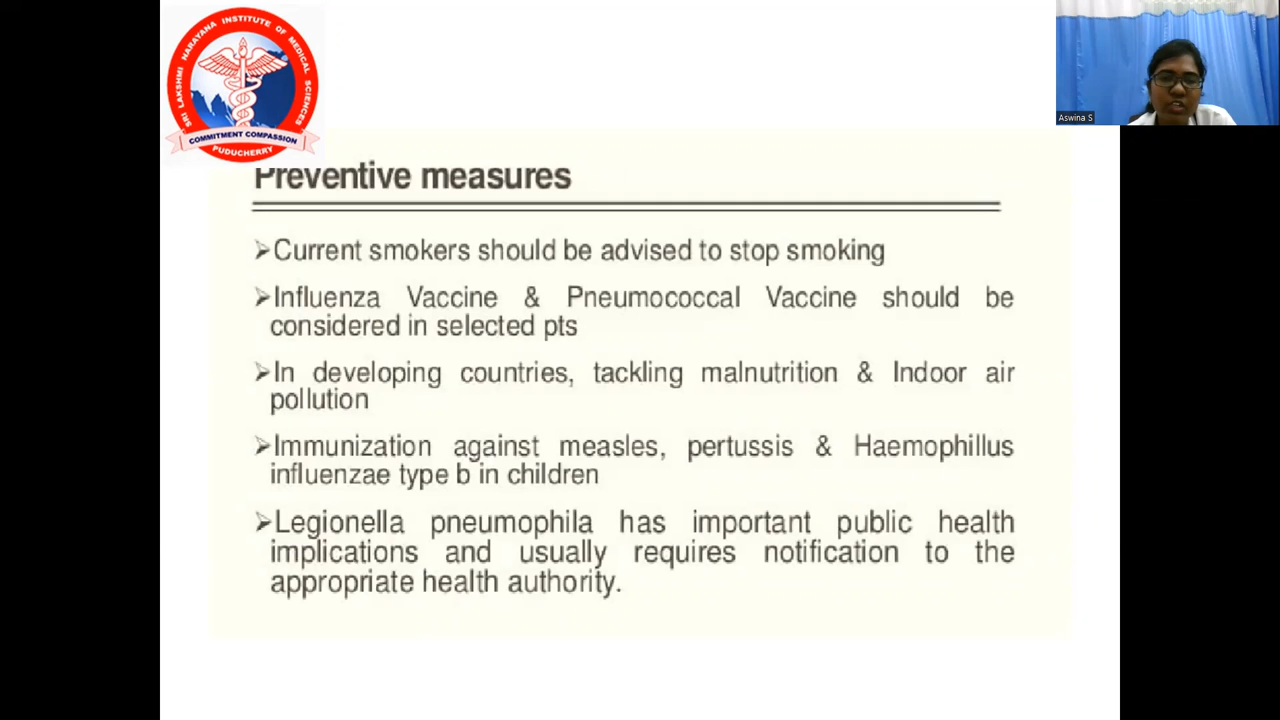 SRI LAKSHMI NARAYANA INSTITUTE OF MEDICAL SCIENCES
COMMITMENT COMPASSION
PUDUCHERRY
Aswina S
Preventive measures
➢Current smokers should be advised to stop smoking
➢Influenza Vaccine & Pneumococcal Vaccine should be
considered in selected pts
➢In developing countries, tackling malnutrition & Indoor air
pollution
➢Immunization against measles, pertussis & Haemophillus
influenzae type b in children
➢Legionella pneumophila has important public health
implications and usually requires notification to the
appropriate health authority.